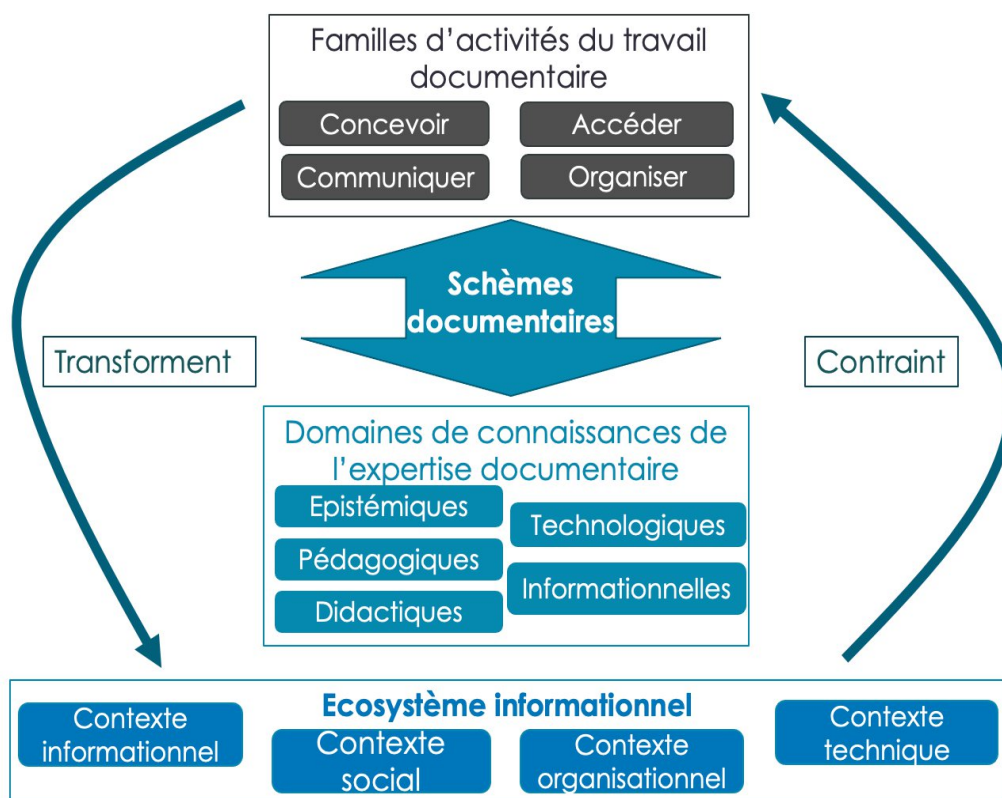 Familles d'activités du travail
documentaire
Concevoir
Accéder
Communiquer
Organiser
Schèmes
documentaires
Transforment
Contraint
Domaines de connaissances de
l'expertise documentaire
Epistémiques
Technologiques
Pédagogiques
Informationnelles
Didactiques
Ecosystème informationnel
Contexte
informationnel
Contexte
social
Contexte
organisationnel
Contexte
technique